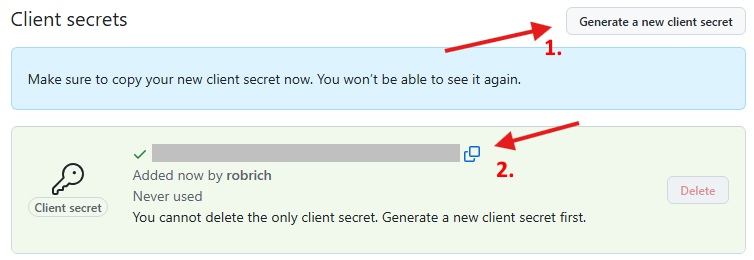 Client secrets
Generate a new client secret
1.
Make sure to copy your new client secret now. You won't be able to see it again.
2.
Added now by robrich
Never used
Client secret
Delete
You cannot delete the only client secret. Generate a new client secret first.